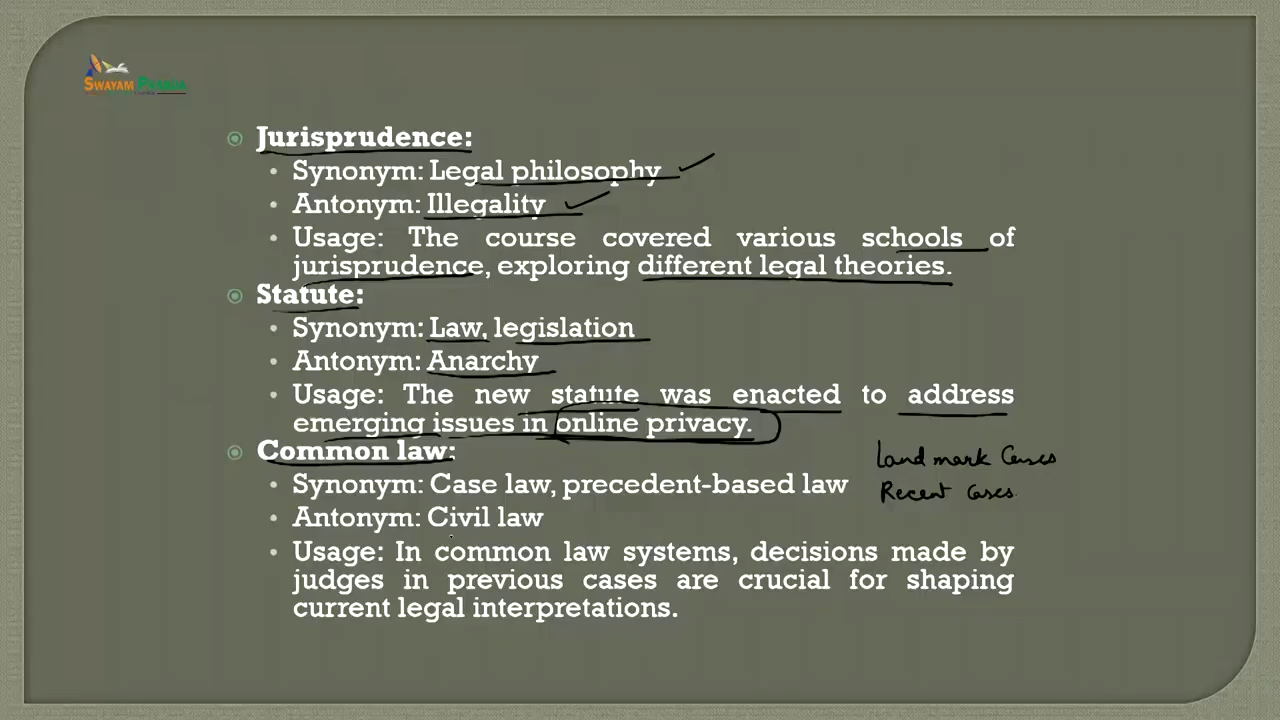 SWAYAM PRABHA
Jurisprudence:
Synonym: Legal philosophy
Antonym: Illegality
Usage: The course covered various schools of
jurisprudence, exploring different legal theories.
Statute:
Synonym: Law, legislation
Antonym: Anarchy
Usage: The new statute was enacted to address
emerging issues in online privacy.
Common law:
Land mark Cases
Synonym: Case law, precedent-based law
Recent Cases
Antonym: Civil law
Usage: In common law systems, decisions made by
judges in previous cases are crucial for shaping
current legal interpretations.